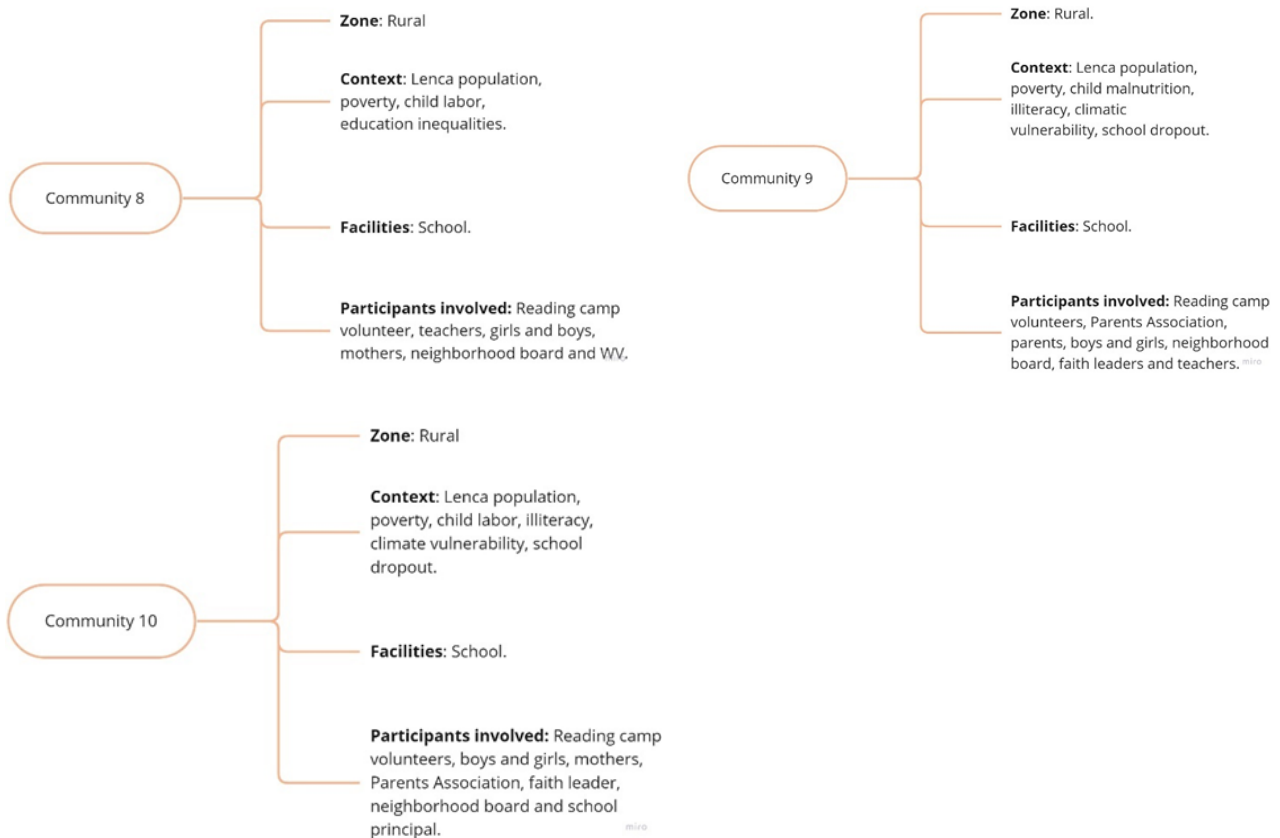 Community 8
Zone: Rural
Context: Lenca population,
poverty, child labor,
education inequalities.
Facilities: School.
Participants involved: Reading camp
volunteer, teachers, girls and boys,
mothers, neighborhood board and WV.
Community 9
Zone: Rural.
Context: Lenca population,
poverty, child malnutrition,
illiteracy, climatic
vulnerability, school dropout.
Facilities: School.
Participants involved: Reading camp
volunteers, Parents Association,
parents, boys and girls, neighborhood
board, faith leaders and teachers.
miro
Community 10
Zone: Rural
Context: Lenca population,
poverty, child labor, illiteracy,
climate vulnerability, school
dropout.
Facilities: School.
Participants involved: Reading camp
volunteers, boys and girls, mothers,
Parents Association, faith leader,
neighborhood board and school
principal.
miro